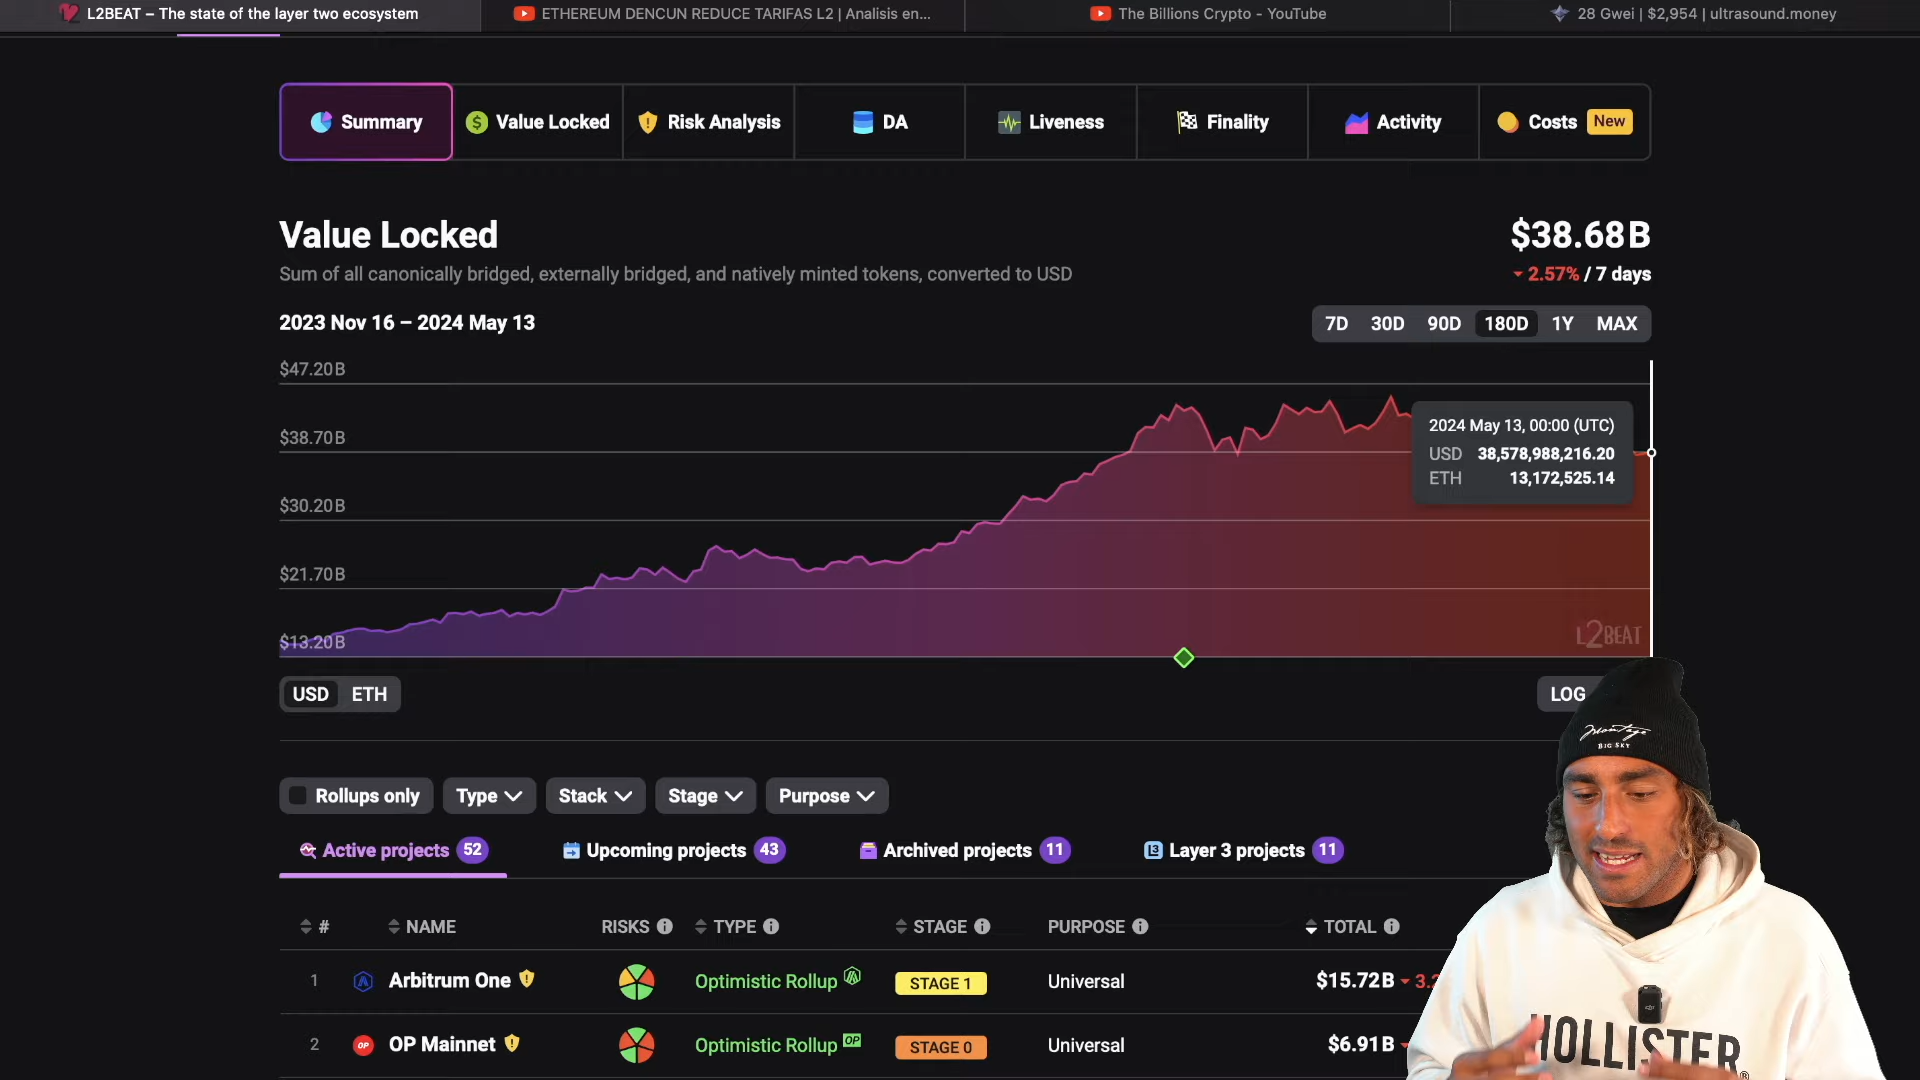 L2BEAT – The state of the layer two ecosystem
ETHEREUM DENCUN REDUCE TARIFAS L2 | Analisis en...
The Billions Crypto - YouTube
28 Gwei | $2,954 | ultrasound.money
Summary
Value Locked
Risk Analysis
DA
Liveness
Finality
Activity
Costs New
Value Locked
$38.68B
Sum of all canonically bridged, externally bridged, and natively minted tokens, converted to USD
2.57% / 7 days
2023 Nov 16 – 2024 May 13
7D 30D 90D 180D 1Y MAX
$47.20B
2024 May 13, 00:00 (UTC)
$38.70B
USD 38,578,988,216.20
ETH 13,172,525.14
$30.20B
$21.70B
$13.20B
L2BEAT
USD ETH
LOG
Rollups only
Type
Stack
Stage
Purpose
Active projects 52
Upcoming projects 43
Archived projects 11
Layer 3 projects 11
# NAME RISKS TYPE STAGE PURPOSE TOTAL
1 Arbitrum One Optimistic Rollup STAGE 1 Universal $15.72B
2 OP OP Mainnet Optimistic Rollup OP STAGE 0 Universal $6.91B
Montage
BIG SKY
HOLLISTER